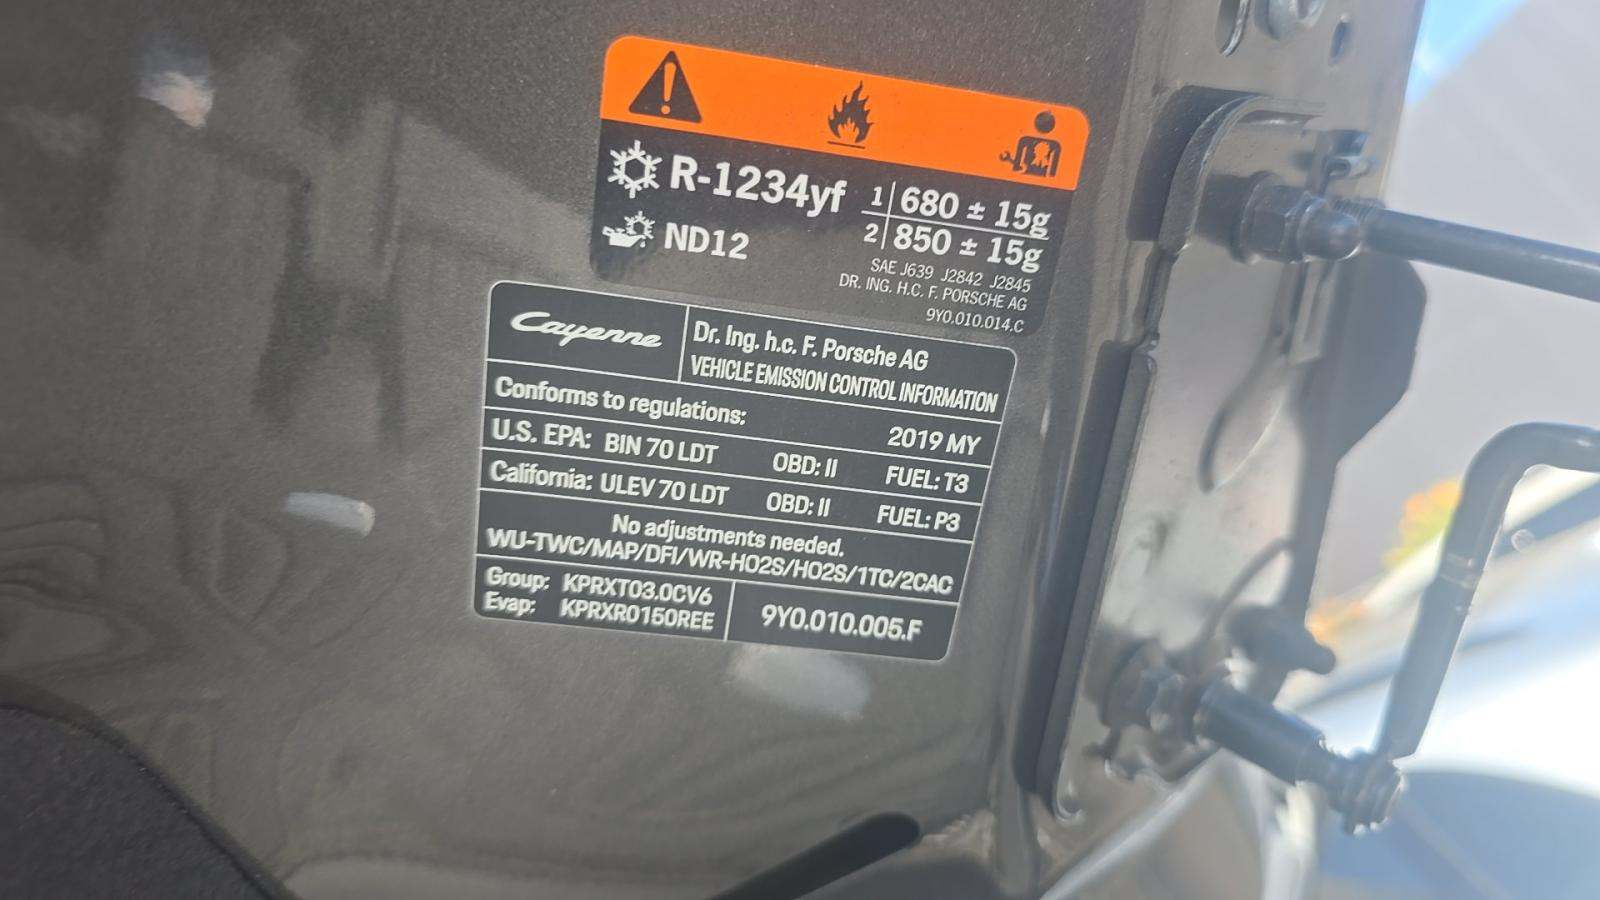 R-1234yf 1 680 ± 15g
2 850 ± 15g
ND12
SAE J639 J2842 J2845
DR. ING. H.C. F. PORSCHE AG
9Y0.010.014.C
Cayenne
Dr. Ing. h.c. F. Porsche AG
VEHICLE EMISSION CONTROL INFORMATION
Conforms to regulations: 2019 MY
U.S. EPA: BIN 70 LDT OBD: II FUEL: T3
California: ULEV 70 LDT OBD: II FUEL: P3
No adjustments needed.
WU-TWC/MAP/DFI/WR-HO2S/HO2S/1TC/2CAC
Group: KPRXT03.0CV6
Evap: KPRXR0150REE
9Y0.010.005.F